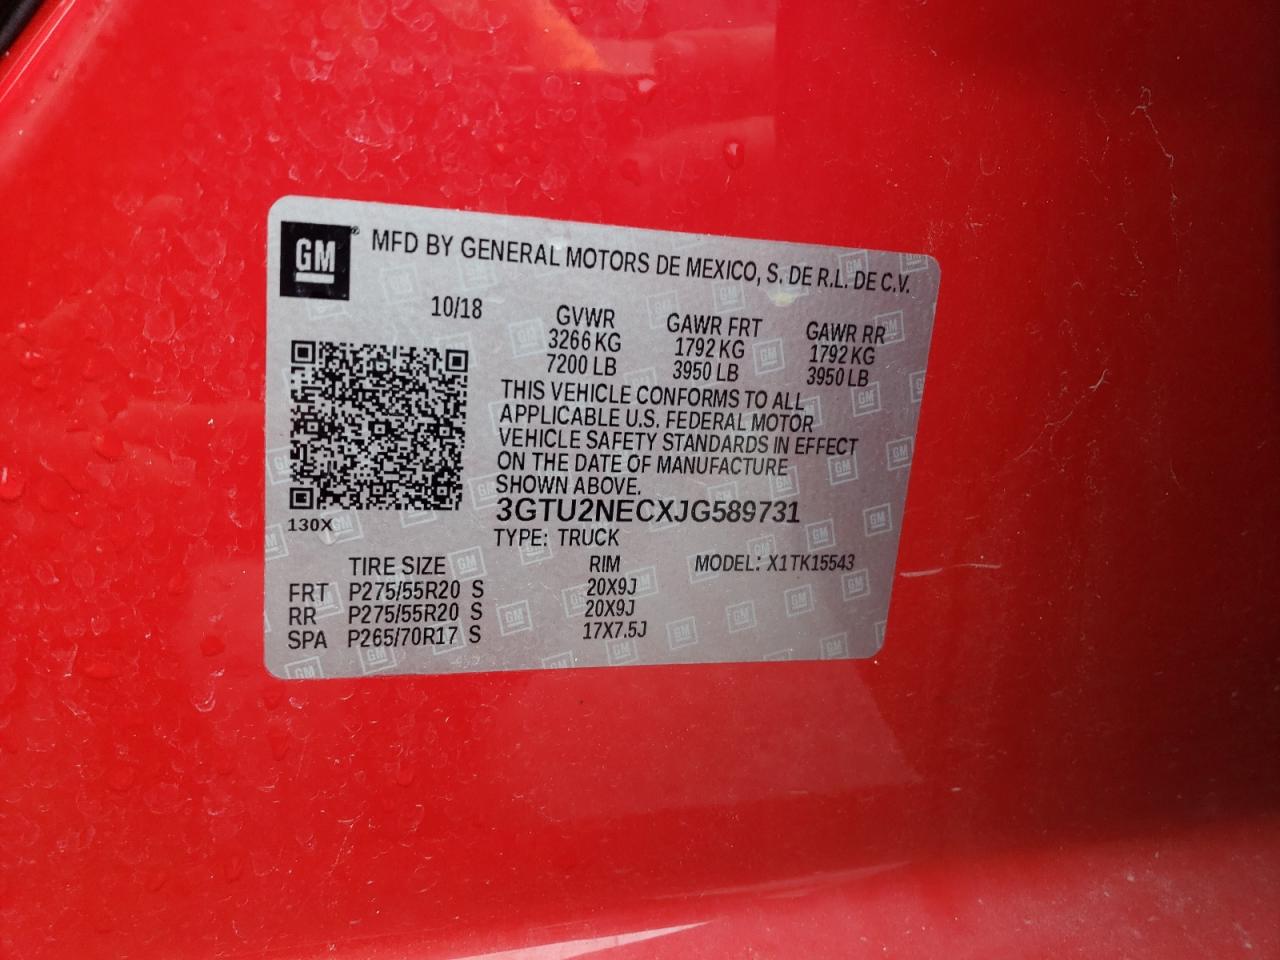 GM ® MFD BY GENERAL MOTORS DE MEXICO, S. DE R.L. DE C.V.
10/18 GVWR GAWR FRT GAWR RR
3266 KG 1792 KG 1792 KG
7200 LB 3950 LB 3950 LB
THIS VEHICLE CONFORMS TO ALL
APPLICABLE U.S. FEDERAL MOTOR
VEHICLE SAFETY STANDARDS IN EFFECT
ON THE DATE OF MANUFACTURE
SHOWN ABOVE.
3GTU2NECXJG589731
130X
TYPE: TRUCK
TIRE SIZE RIM MODEL: X1TK15543
FRT P275/55R20 S 20X9J
RR P275/55R20 S 20X9J
SPA P265/70R17 S 17X7.5J